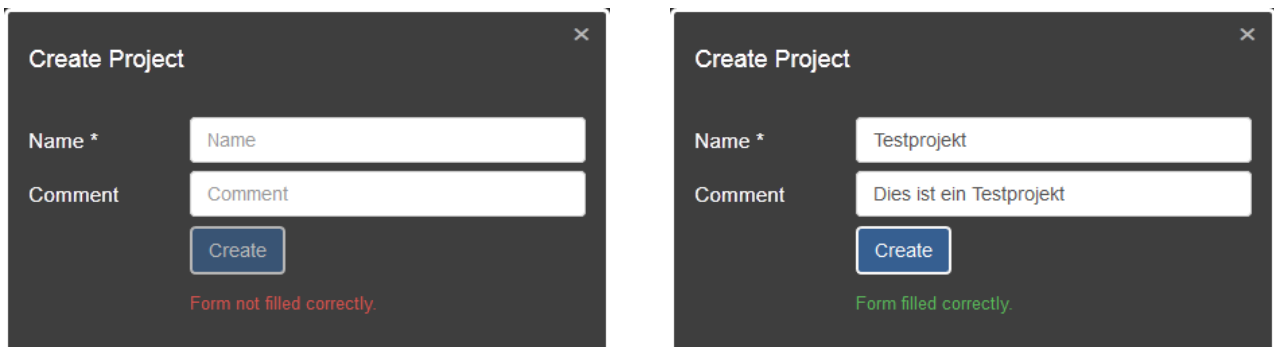 ×
Create Project
Name * Name
Comment Comment
Create
Form not filled correctly.
×
Create Project
Name * Testprojekt
Comment Dies ist ein Testprojekt
Create
Form filled correctly.